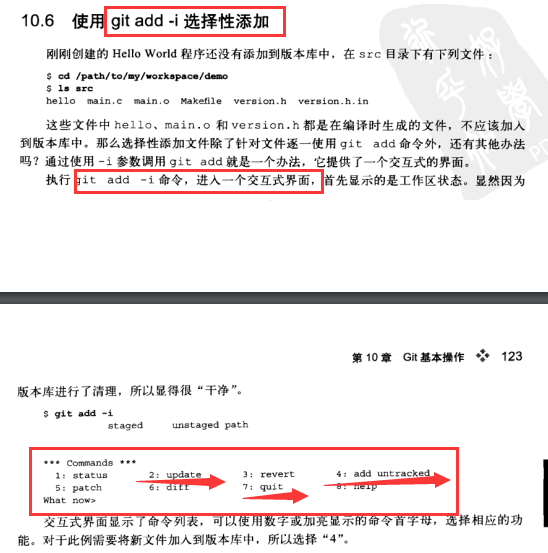 10.6 使用 git add -i 选择性添加
刚刚创建的 Hello World 程序还没有添加到版本库中，在 src 目录下有下列文件：
$ cd /path/to/my/workspace/demo
$ ls src
hello main.c main.o Makefile version.h version.h.in
这些文件中 hello、main.o 和 version.h 都是在编译时生成的文件，不应该加入
到版本库中。那么选择性添加文件除了针对文件逐一使用 git add 命令外，还有其他办法
吗？通过使用 -i 参数调用 git add 就是一个办法，它提供了一个交互式的界面。
执行 git add -i 命令，进入一个交互式界面，首先显示的是工作区状态。显然因为
第 10 章 Git 基本操作 ❖ 123
版本库进行了清理，所以显得很“干净”。
$ git add -i
staged unstaged path
*** Commands ***
1: status 2: update 3: revert 4: add untracked
5: patch 6: diff 7: quit 8: help
What now>
交互式界面显示了命令列表，可以使用数字或加亮显示的命令首字母，选择相应的功
能。对于此例需要将新文件加入到版本库中，所以选择“4”。